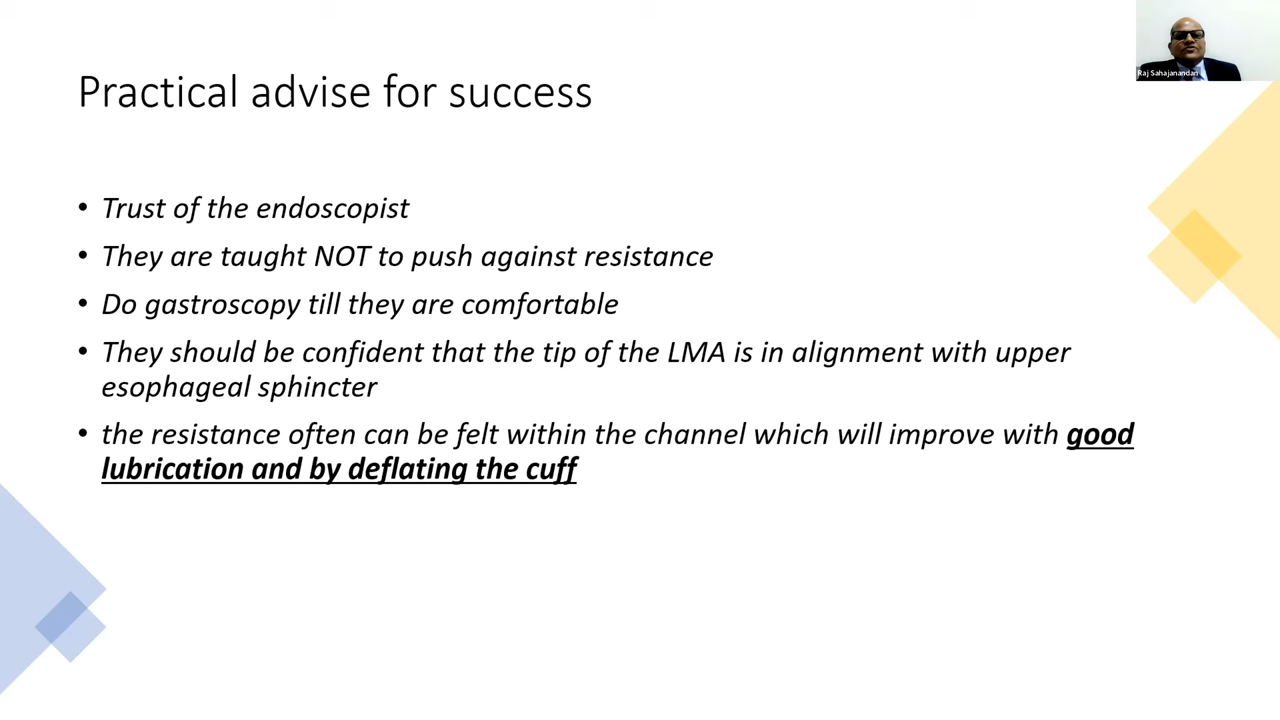 Raj Sahajanandan
Practical advise for success
• Trust of the endoscopist
• They are taught NOT to push against resistance
• Do gastroscopy till they are comfortable
• They should be confident that the tip of the LMA is in alignment with upper
esophageal sphincter
• the resistance often can be felt within the channel which will improve with good
lubrication and by deflating the cuff